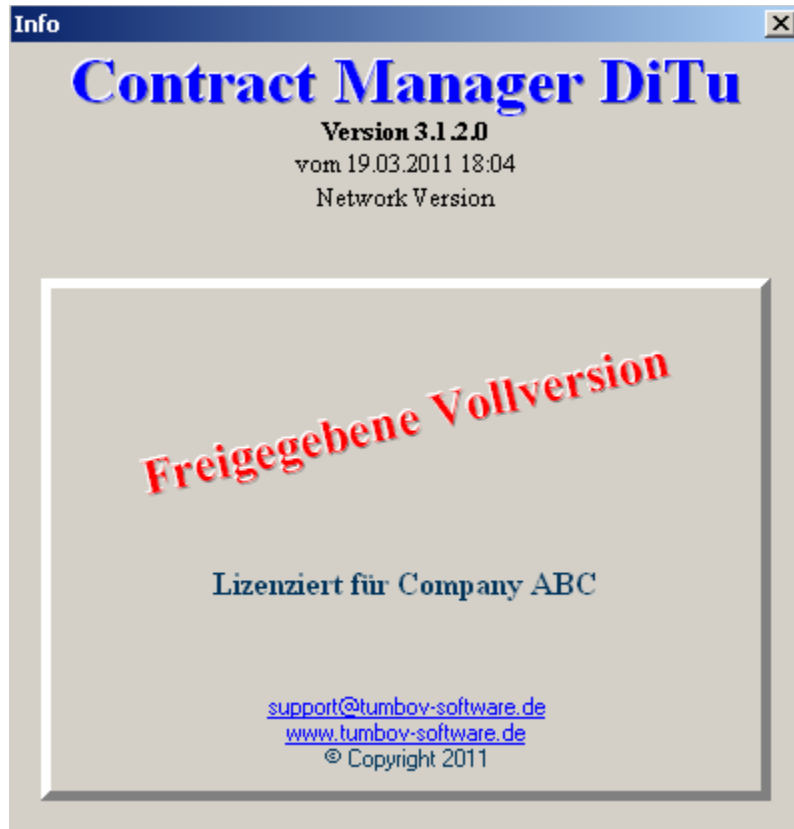 Info
Contract Manager DiTu
Version 3.1.2.0
vom 19.03.2011 18:04
Network Version
Freigegebene Vollversion
Lizenziert für Company ABC
support@tumbov-software.de
www.tumbov-software.de
© Copyright 2011